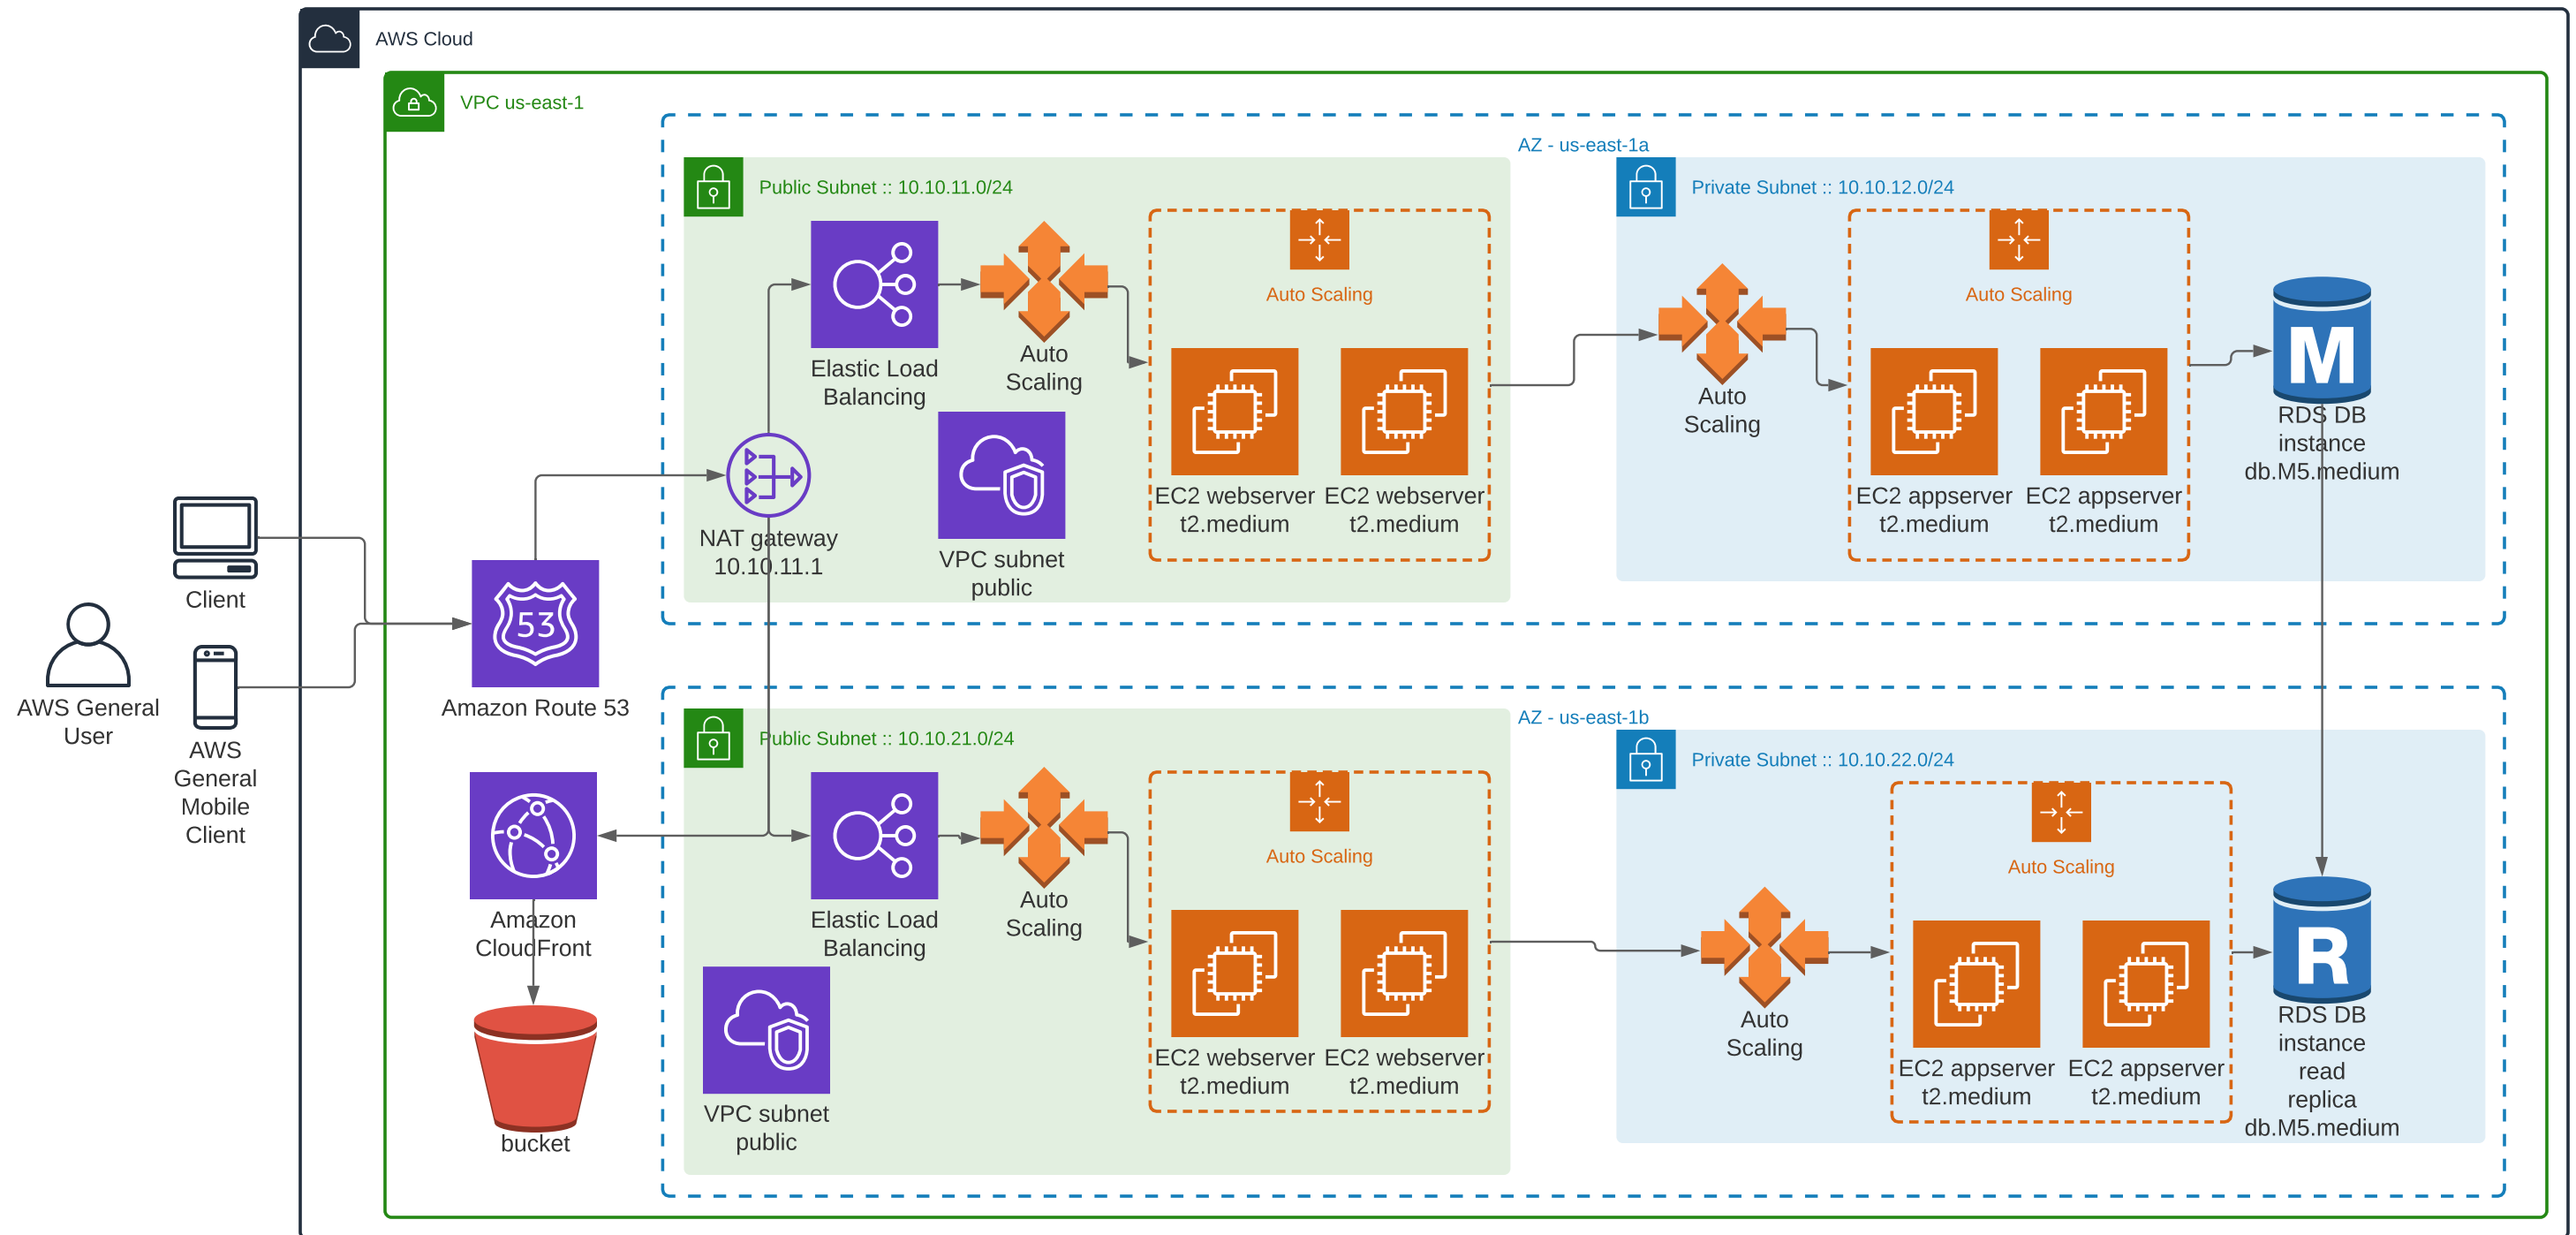 AWS Cloud
VPC us-east-1
AZ - us-east-1a
Public Subnet :: 10.10.11.0/24
Private Subnet :: 10.10.12.0/24
Elastic Load
Balancing
Auto
Scaling
Auto Scaling
EC2 webserver
t2.medium
EC2 webserver
t2.medium
NAT gateway
10.10.11.1
VPC subnet
public
Auto
Scaling
Auto Scaling
EC2 appserver
t2.medium
EC2 appserver
t2.medium
M
RDS DB
instance
db.M5.medium
Client
AWS General
User
AWS
General
Mobile
Client
53
Amazon Route 53
Amazon
CloudFront
bucket
AZ - us-east-1b
Public Subnet :: 10.10.21.0/24
Private Subnet :: 10.10.22.0/24
Elastic Load
Balancing
Auto
Scaling
Auto Scaling
EC2 webserver
t2.medium
EC2 webserver
t2.medium
VPC subnet
public
Auto
Scaling
Auto Scaling
EC2 appserver
t2.medium
EC2 appserver
t2.medium
R
RDS DB
instance
read
replica
db.M5.medium